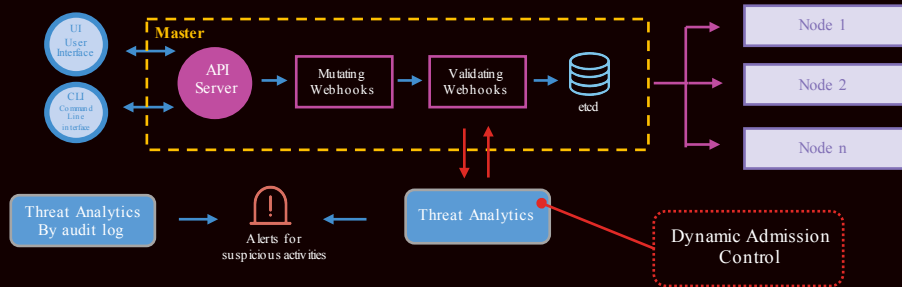 UI
User
Interface
CLI
Command
Line
interface
Master
API
Server
Mutating
Webhooks
Validating
Webhooks
etcd
Node 1
Node 2
Node n
Threat Analytics
By audit log
Alerts for
suspicious activities
Threat Analytics
Dynamic Admission
Control